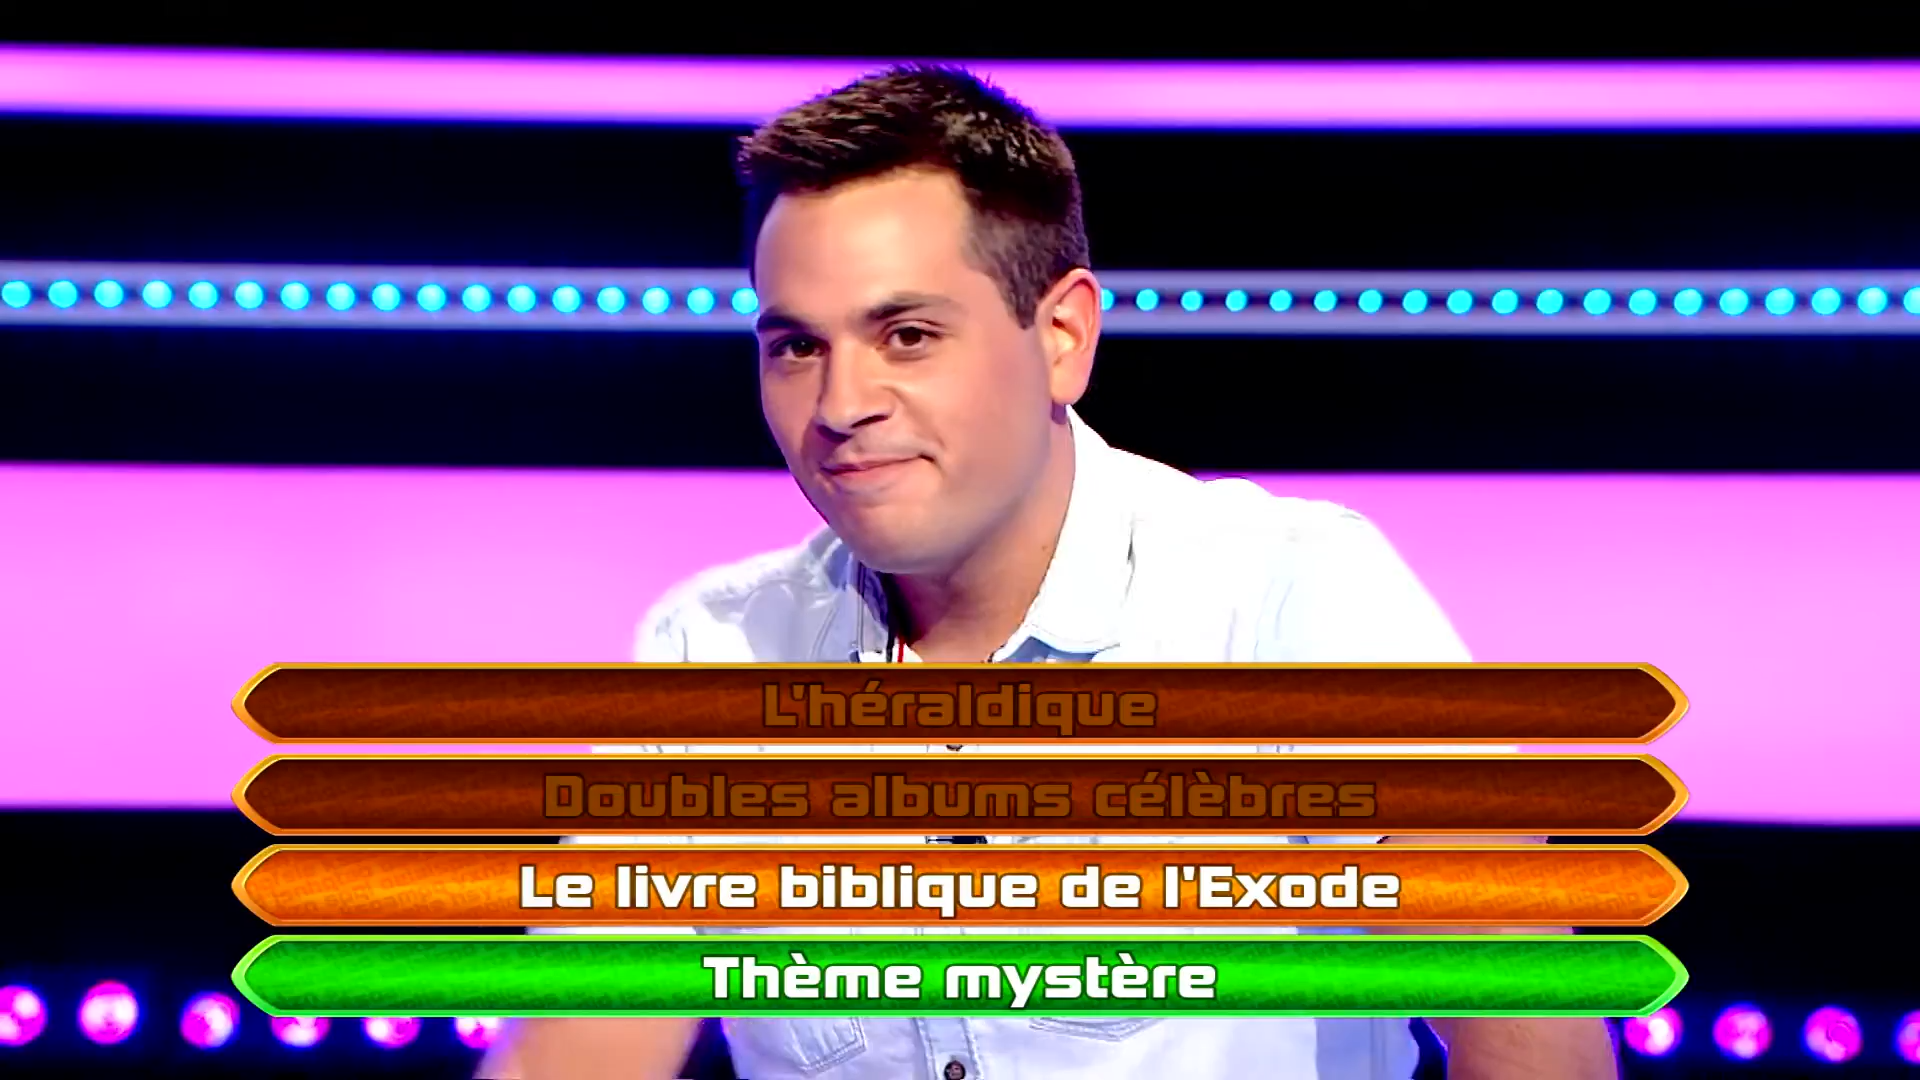 L'héraldique
Doubles albums célèbres
Le livre biblique de l'Exode
Thème mystère